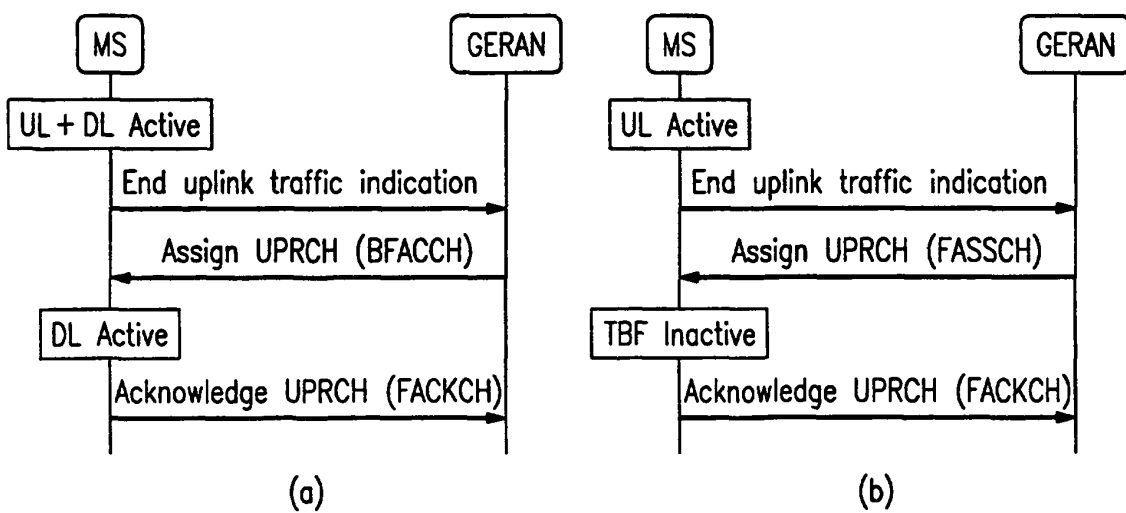 MS
GERAN
UL + DL Active
End uplink traffic indication
Assign UPRCH (BFACCH)
DL Active
Acknowledge UPRCH (FACKCH)
(a)
MS
GERAN
UL Active
End uplink traffic indication
Assign UPRCH (FASSCH)
TBF Inactive
Acknowledge UPRCH (FACKCH)
(b)